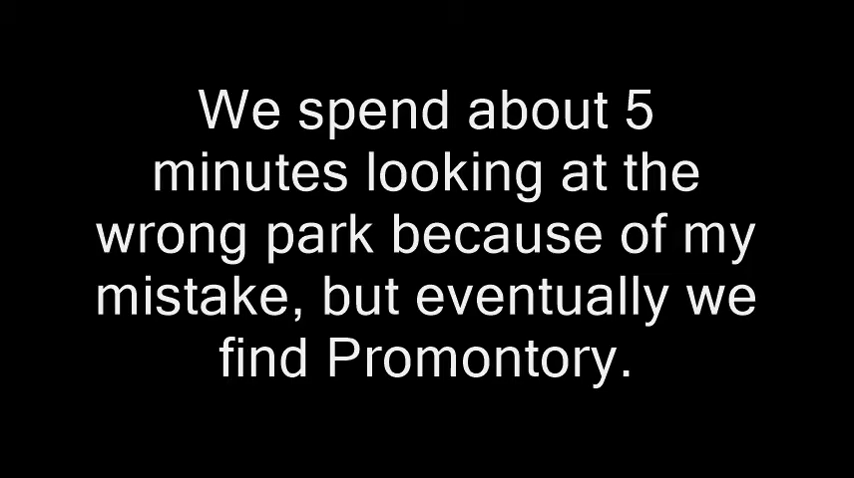 We spend about 5
minutes looking at the
wrong park because of my
mistake, but eventually we
find Promontory.